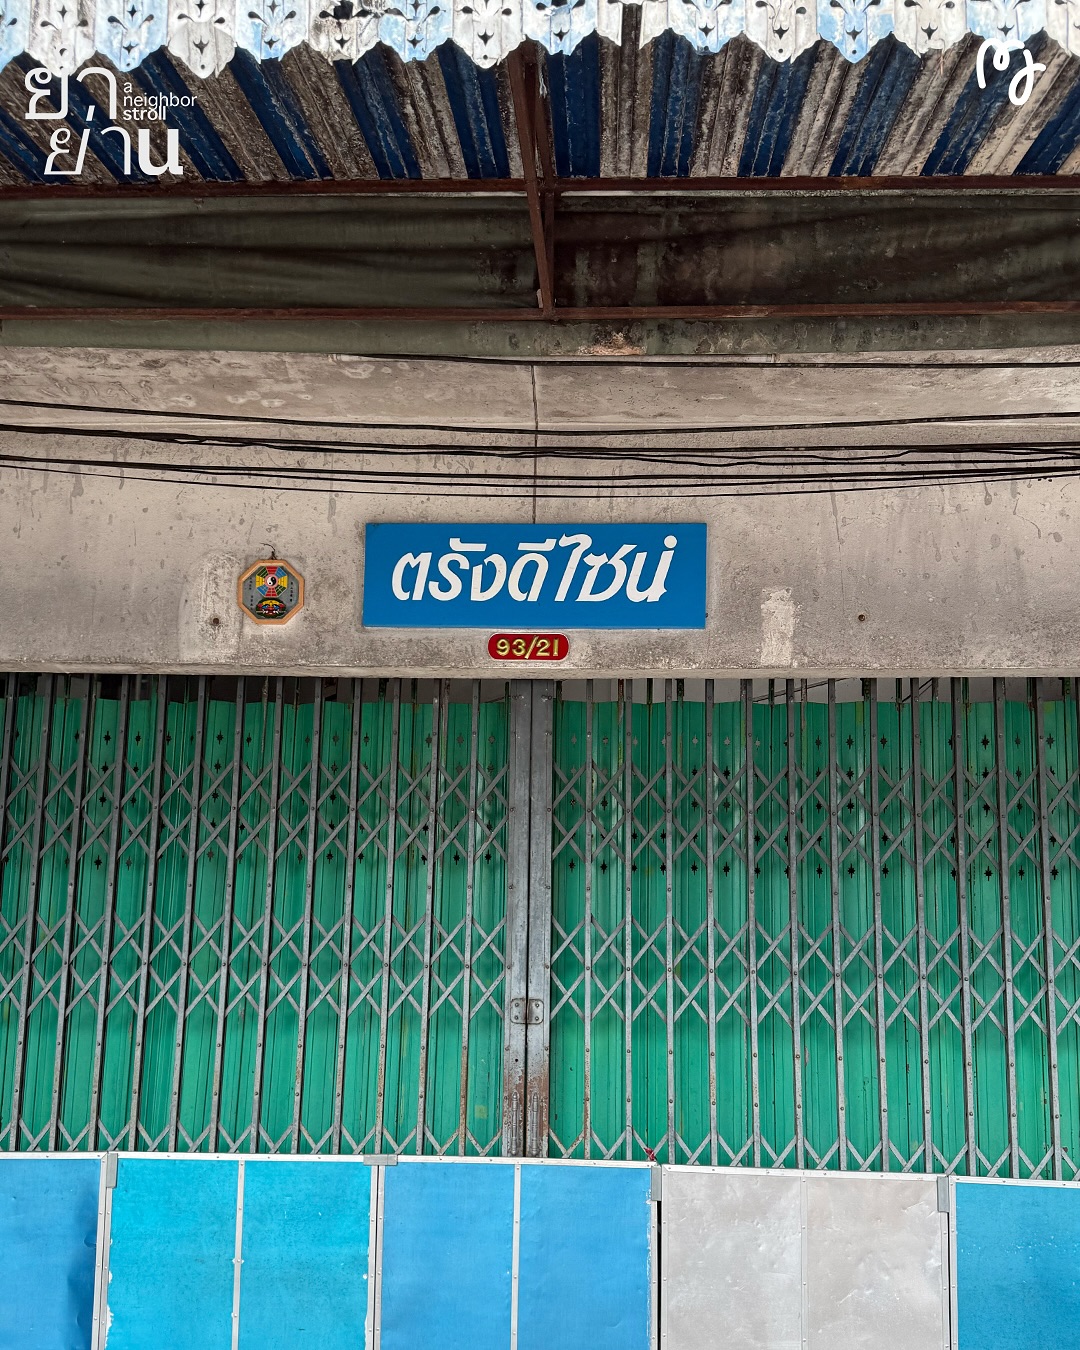 ย่า
a
neighbor
stroll
ย่าน
ตรังดีไซน์
93/21